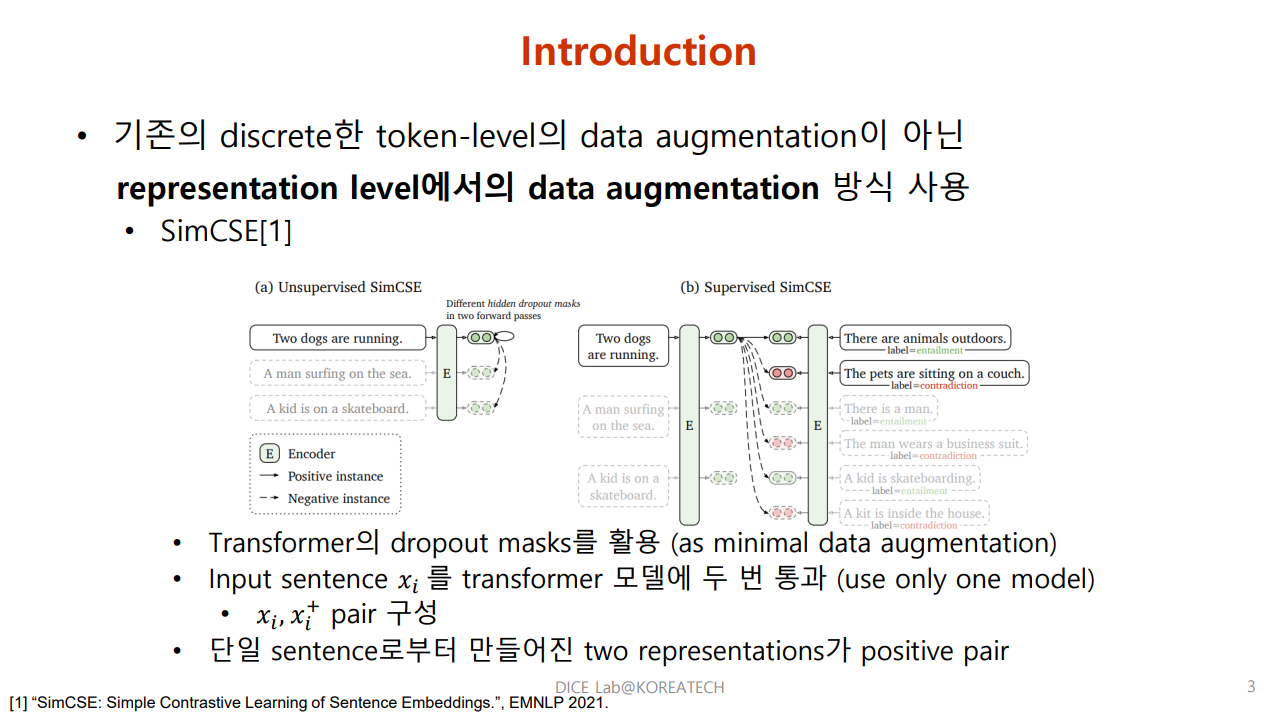 Introduction
• 기존의 discrete한 token-level의 data augmentation이 아닌
representation level에서의 data augmentation 방식 사용
• SimCSE[1]
(a) Unsupervised SimCSE
Different hidden dropout masks
in two forward passes
Two dogs are running.
A man surfing on the sea.
A kid is on a skateboard.
E
E Encoder
Positive instance
Negative instance
(b) Supervised SimCSE
Two dogs
are running.
A man surfing
on the sea.
A kid is on a
skateboard.
E
E
There are animals outdoors.
label=entailment
The pets are sitting on a couch.
label=contradiction
There is a man.
label=entailment
The man wears a business suit.
label=contradiction
A kid is skateboarding.
label=entailment
A kit is inside the house.
label=contradiction
• Transformer의 dropout masks를 활용 (as minimal data augmentation)
• Input sentence xᵢ 를 transformer 모델에 두 번 통과 (use only one model)
• xᵢ, xᵢ⁺ pair 구성
• 단일 sentence로부터 만들어진 two representations가 positive pair
DICE Lab@KOREATECH
3
[1] “SimCSE: Simple Contrastive Learning of Sentence Embeddings.”, EMNLP 2021.